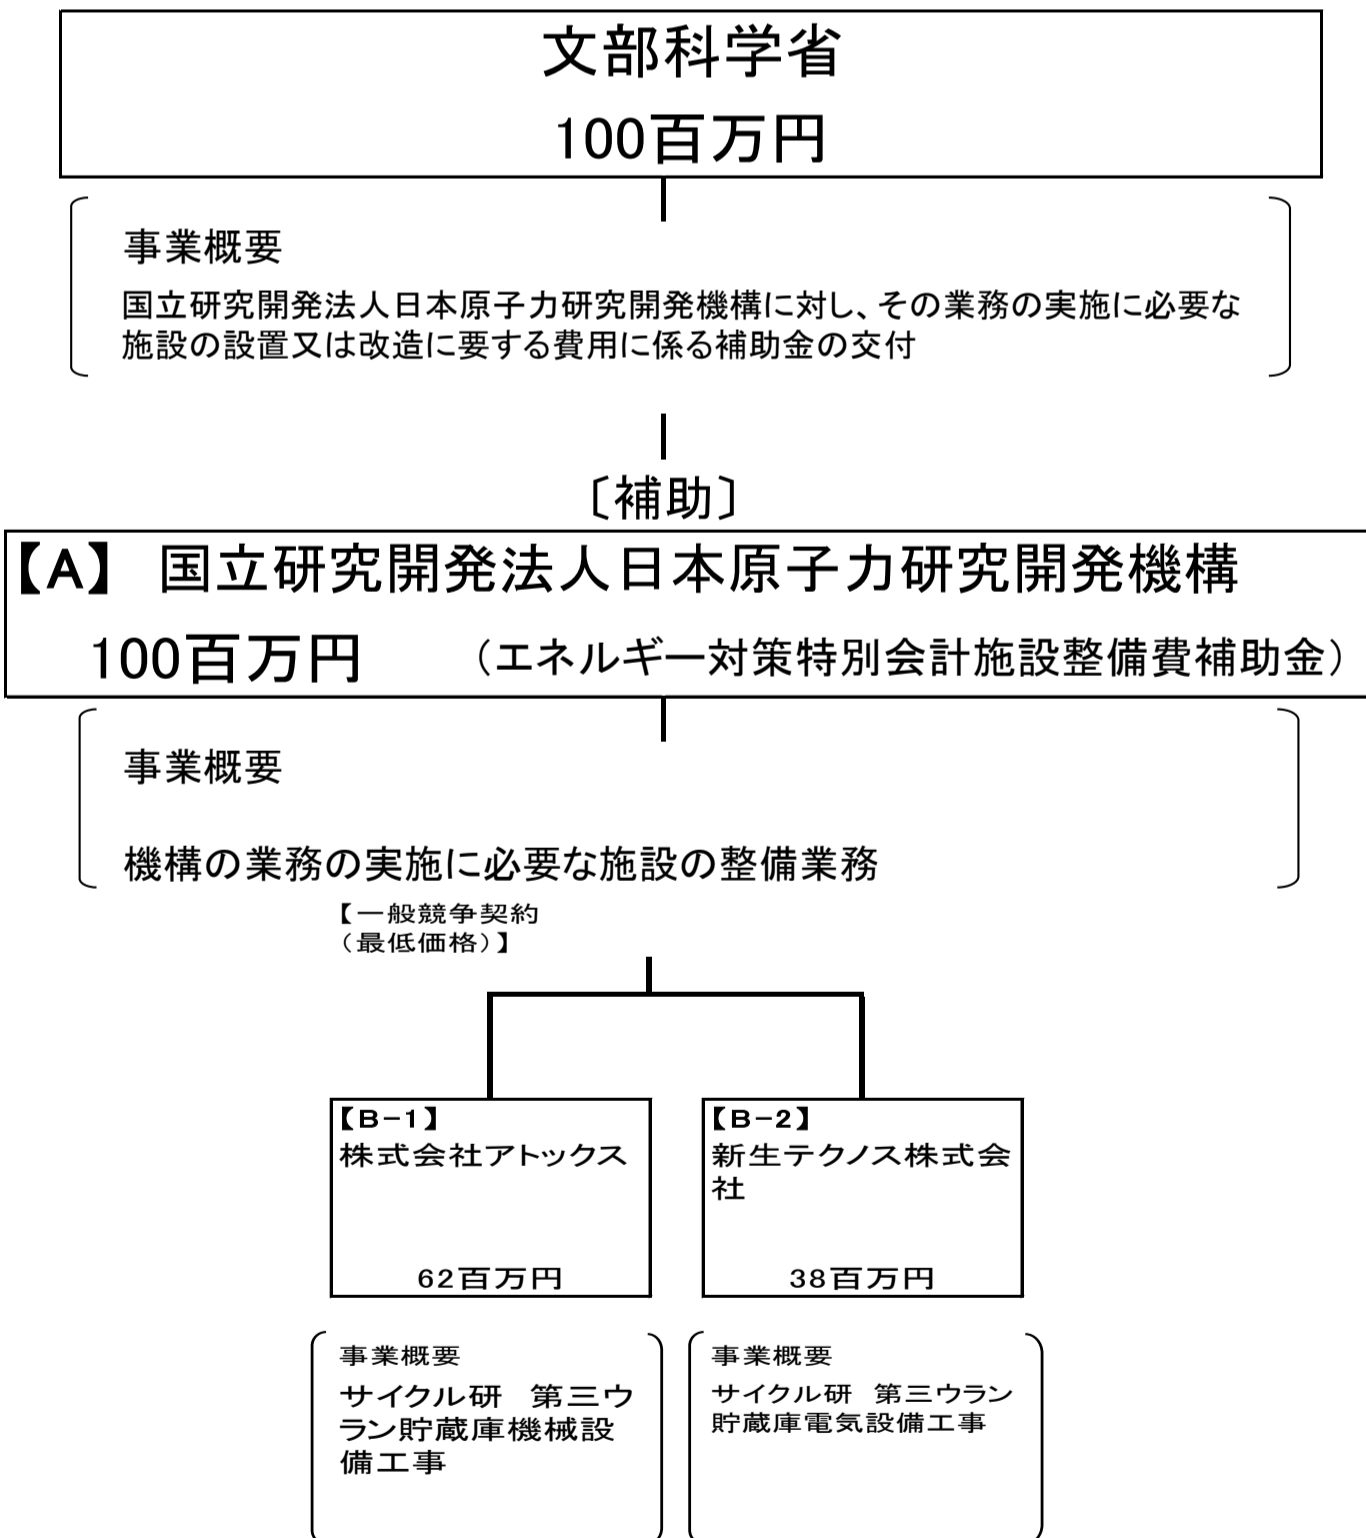 文部科学省
100百万円
事業概要
国立研究開発法人日本原子力研究開発機構に対し、その業務の実施に必要な
施設の設置又は改造に要する費用に係る補助金の交付
〔補助〕
【A】 国立研究開発法人日本原子力研究開発機構
100百万円 （エネルギー対策特別会計施設整備費補助金）
事業概要
機構の業務の実施に必要な施設の整備業務
【一般競争契約
（最低価格）】
【B－1】
株式会社アトックス
62百万円
事業概要
サイクル研 第三ウ
ラン貯蔵庫機械設
備工事
【B－2】
新生テクノス株式会
社
38百万円
事業概要
サイクル研 第三ウラン
貯蔵庫電気設備工事